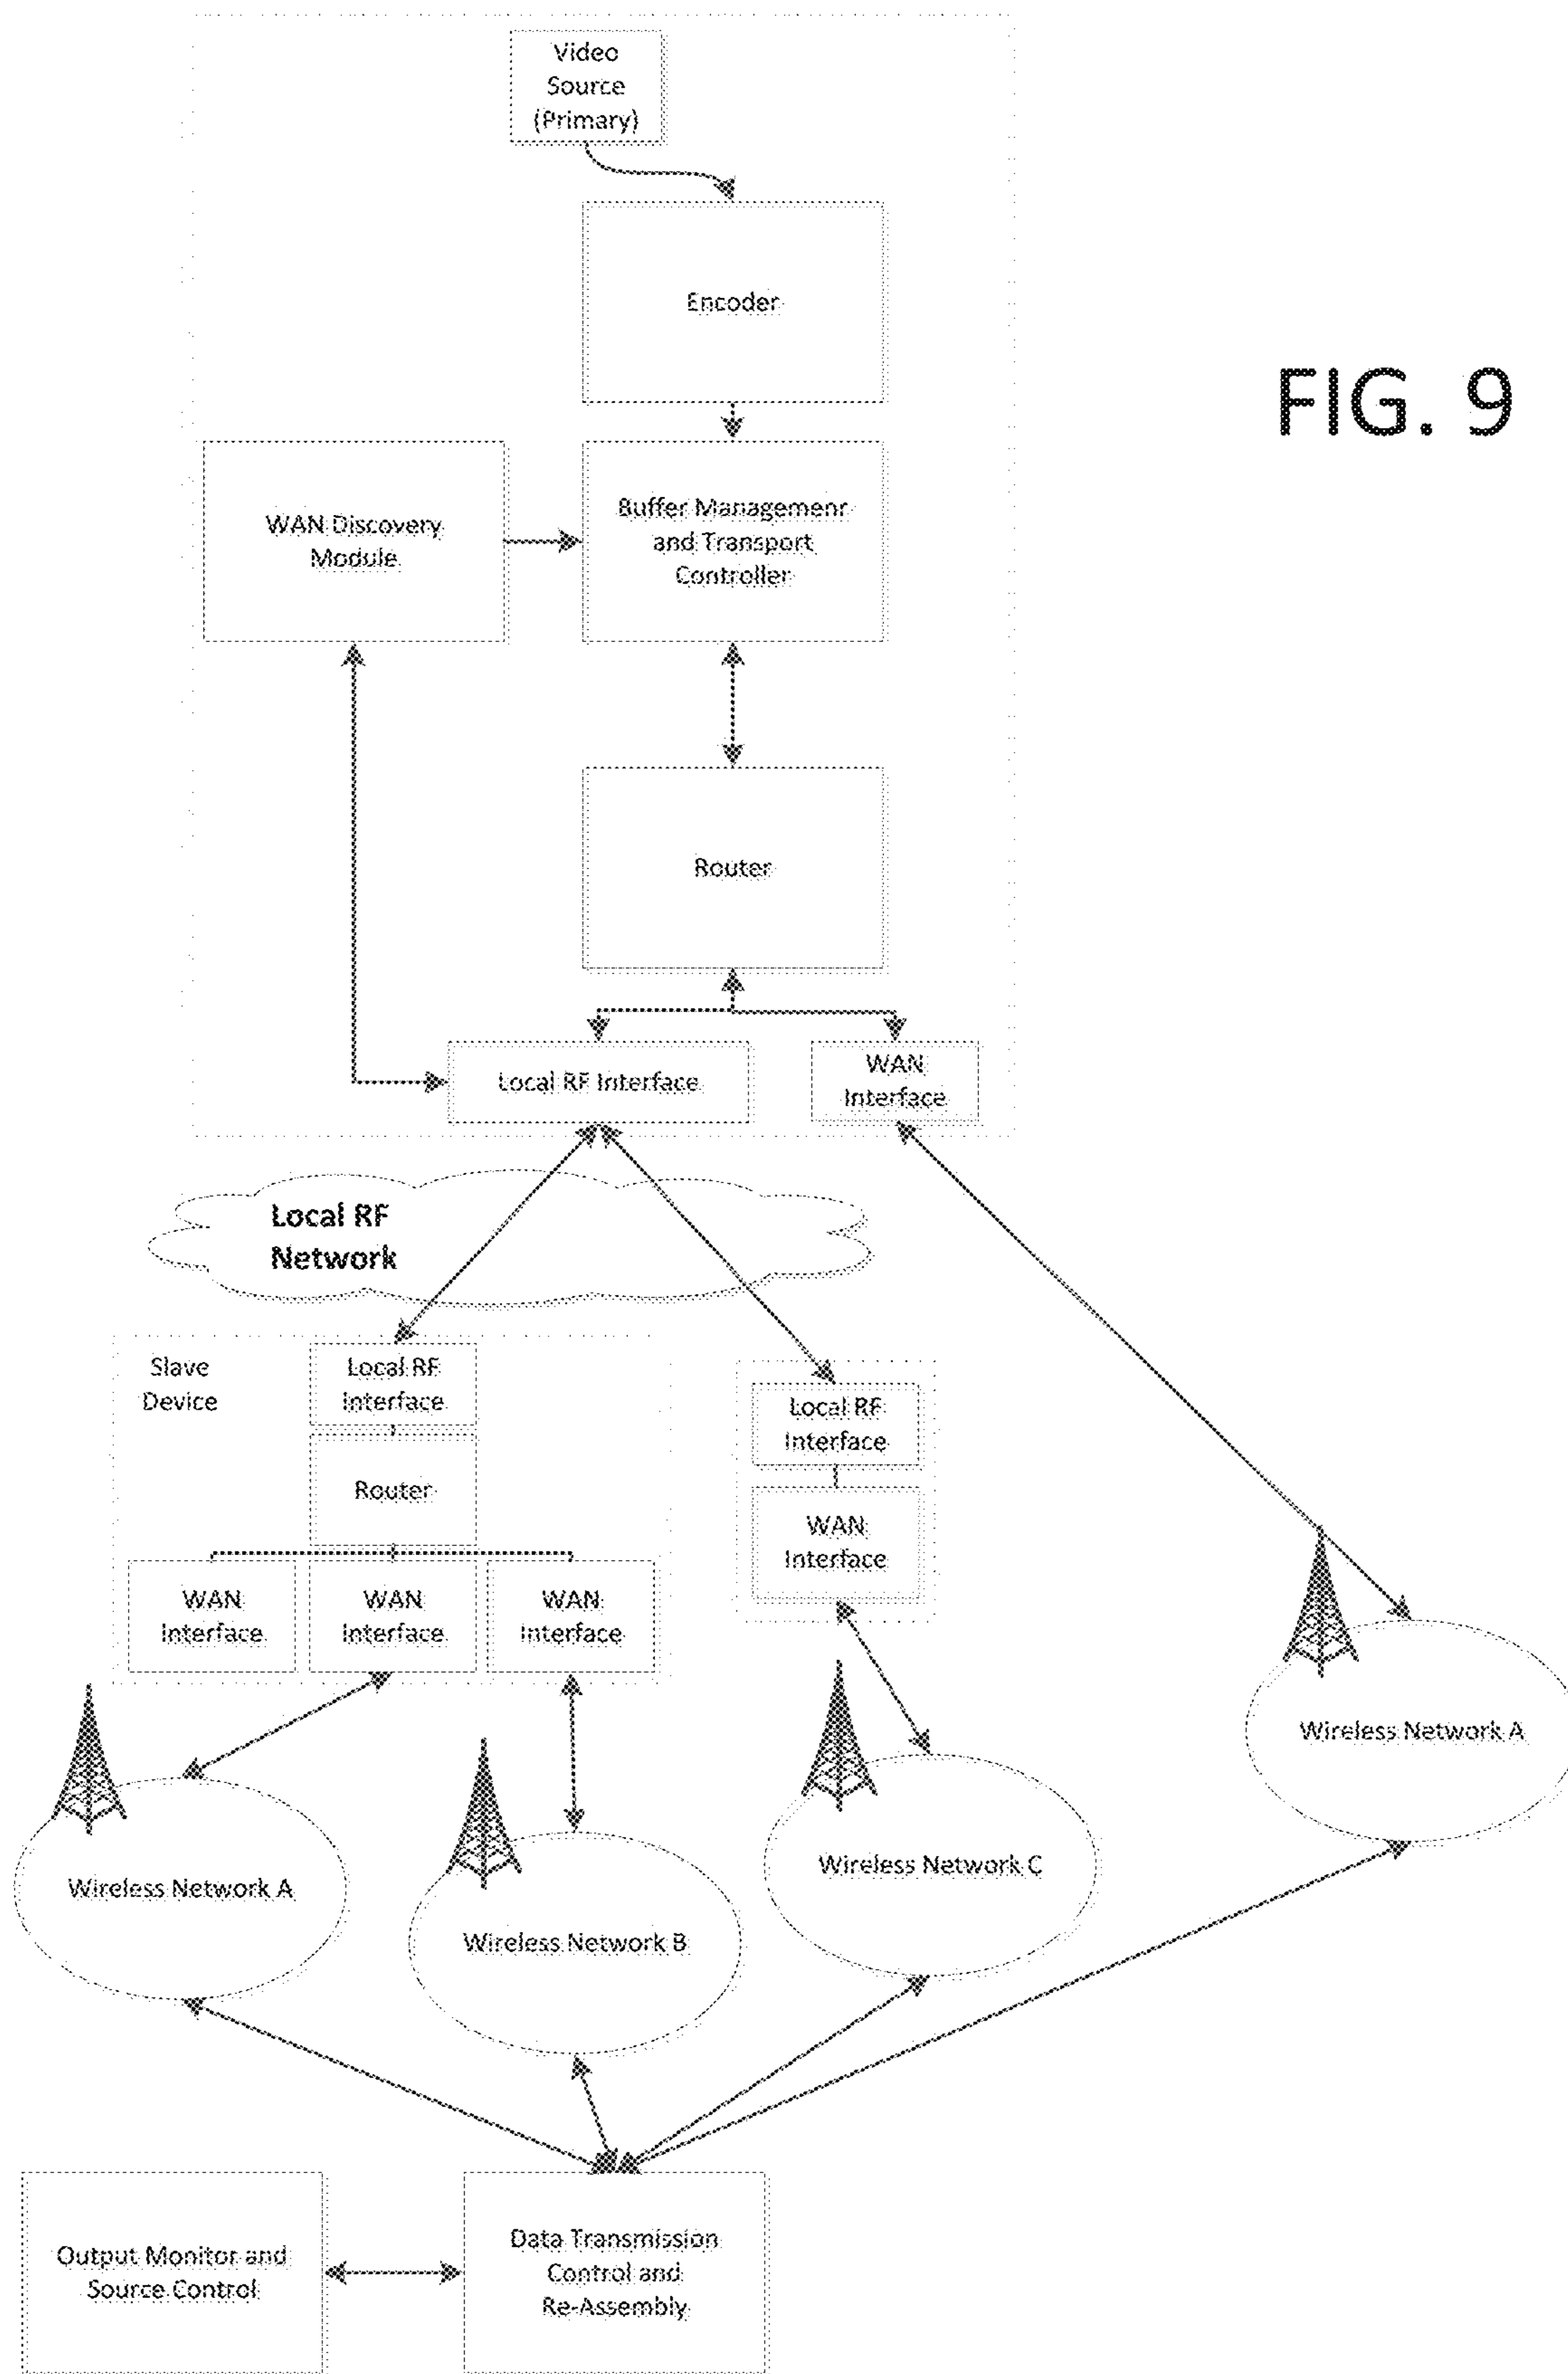 Video
Source
(Primary)
Encoder
FIG. 9
WAN Discovery
Module
Buffer Managemenr
and Transport
Controller
Router
Local RF Interface
WAN
Interface
Local RF
Network
Slave
Device
Local RF
Interface
Router
WAN
Interface
WAN
Interface
WAN
Interface
Local RF
Interface
WAN
Interface
Wireless Network A
Wireless Network B
Wireless Network C
Wireless Network A
Output Monitor and
Source Control
Data Transmission
Control and
Re-Assembly